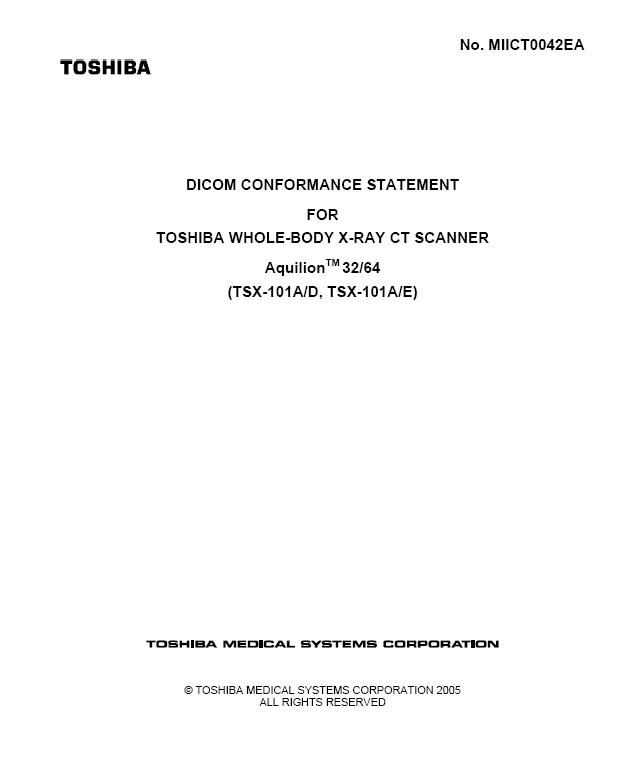 No. MIICT0042EA
TOSHIBA
DICOM CONFORMANCE STATEMENT
FOR
TOSHIBA WHOLE-BODY X-RAY CT SCANNER
Aquilion™ 32/64
(TSX-101A/D, TSX-101A/E)
TOSHIBA MEDICAL SYSTEMS CORPORATION
© TOSHIBA MEDICAL SYSTEMS CORPORATION 2005
ALL RIGHTS RESERVED